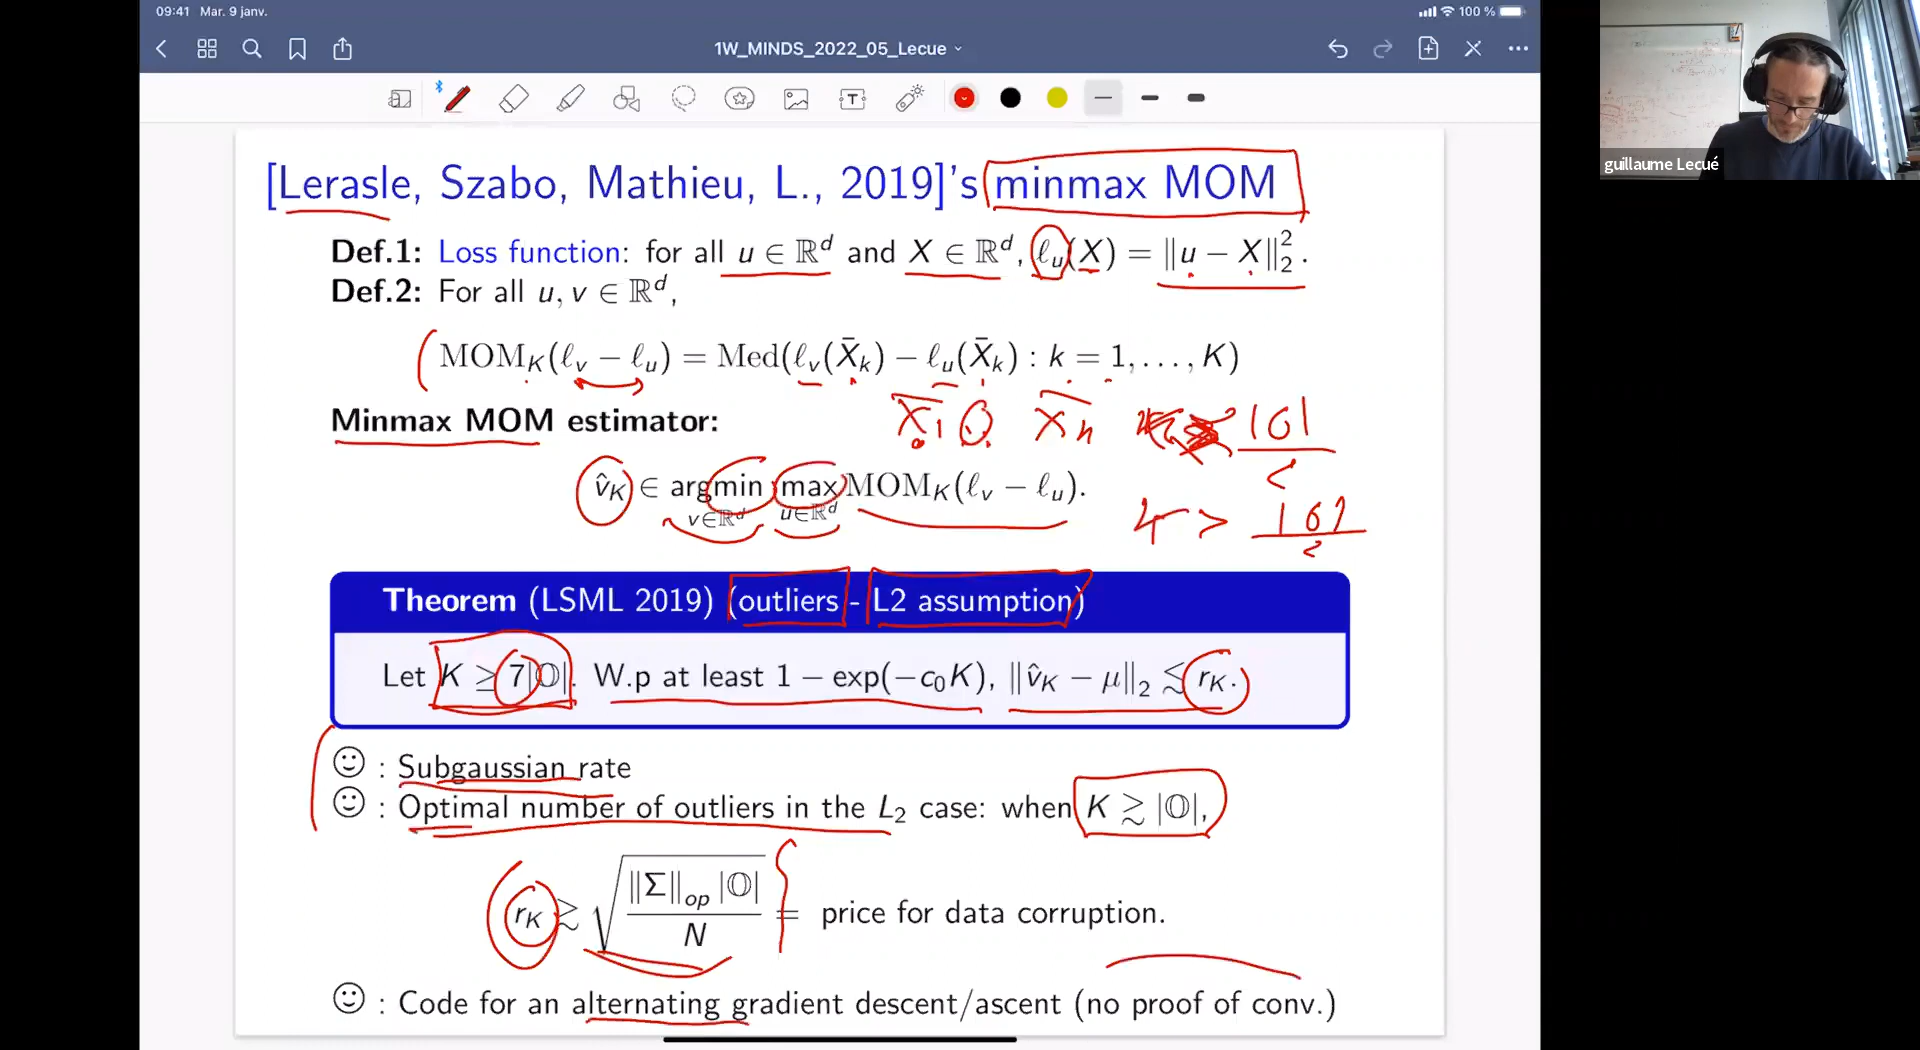 09:41 Mar. 9 janv.
100 %
1W_MINDS_2022_05_Lecue
guillaume Lecué
[Lerasle, Szabo, Mathieu, L., 2019]'s minmax MOM
Def.1: Loss function: for all u ∈ ℝ^d and X ∈ ℝ^d, ℓ_u(X) = ‖u − X‖₂².
Def.2: For all u, v ∈ ℝ^d,
MOM_K(ℓ_v − ℓ_u) = Med(ℓ_v(X̄_k) − ℓ_u(X̄_k) : k = 1, . . . , K)
Minmax MOM estimator:
v̂_K ∈ argmin_{v∈ℝ^d} max_{u∈ℝ^d} MOM_K(ℓ_v − ℓ_u).
Theorem (LSML 2019) (outliers - L2 assumption)
Let K ≥ 7|𝕆|. W.p at least 1 − exp(−c₀K), ‖v̂_K − μ‖₂ ≲ r_K.
☺ : Subgaussian rate
☺ : Optimal number of outliers in the L₂ case: when K ≳ |𝕆|,
r_K ≳ √(‖Σ‖_op |𝕆| / N) = price for data corruption.
☺ : Code for an alternating gradient descent/ascent (no proof of conv.)